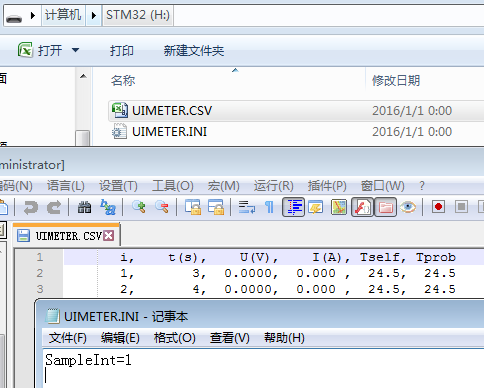 计算机 STM32 (H:)
打开 打印 新建文件夹
名称 修改日期
UIMETER.CSV 2016/1/1 0:00
UIMETER.INI 2016/1/1 0:00
ministrator]
编码(N) 语言(L) 设置(T) 工具(O) 宏(M) 运行(R) 插件(P) 窗口(W) ?
UIMETER.CSV
1 i, t(s), U(V), I(A), Tself, Tprob
2 1, 3, 0.0000, 0.000 , 24.5, 24.5
3 2, 4, 0.0000, 0.000 , 24.5, 24.5
UIMETER.INI - 记事本
文件(F) 编辑(E) 格式(O) 查看(V) 帮助(H)
SampleInt=1